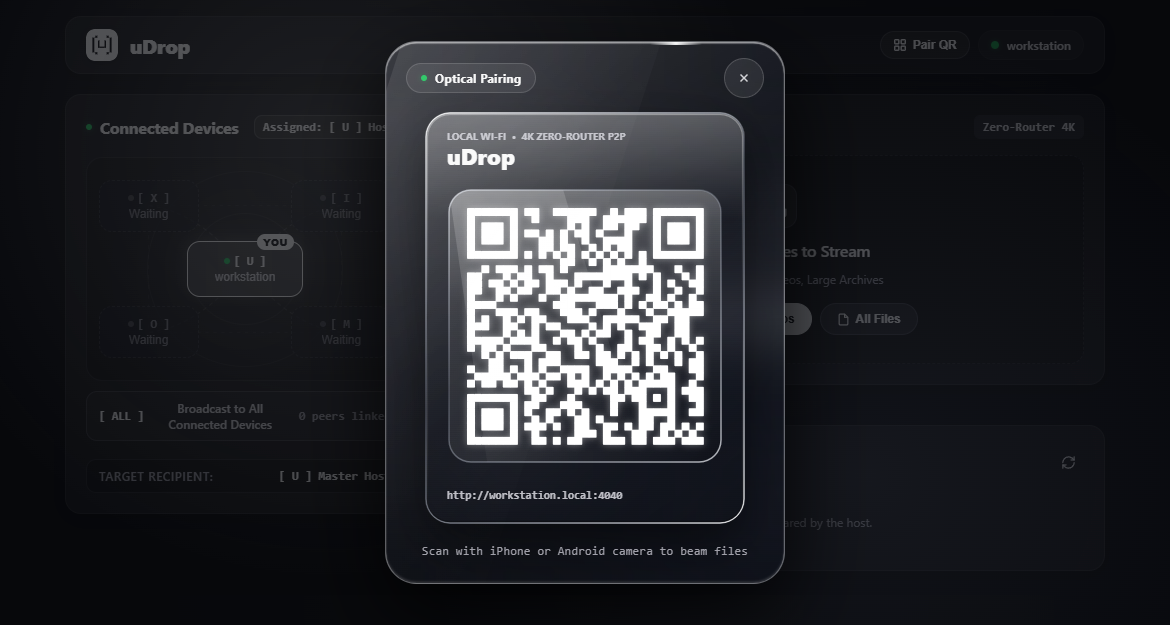 uDrop
Pair QR
workstation
Optical Pairing
×
Connected Devices
Assigned: [ U ] Hos
Zero-Router 4K
LOCAL WI-FI • 4K ZERO-ROUTER P2P
uDrop
[ X ]
Waiting
[ I ]
Waiting
YOU
[ U ]
workstation
[ O ]
Waiting
[ M ]
Waiting
es to Stream
eos, Large Archives
os
All Files
[ ALL ]
Broadcast to All
Connected Devices
0 peers linke
TARGET RECIPIENT:
[ U ] Master Hos
http://workstation.local:4040
ared by the host.
Scan with iPhone or Android camera to beam files